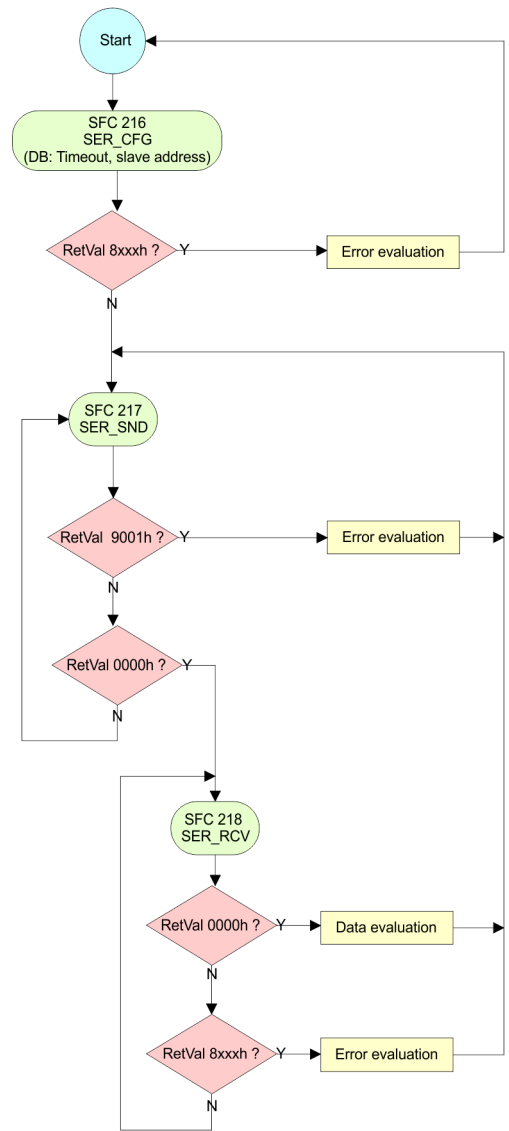 Start
SFC 216
SER_CFG
(DB: Timeout, slave address)
RetVal 8xxxh ?
Y
Error evaluation
N
SFC 217
SER_SND
RetVal 9001h ?
Y
Error evaluation
N
RetVal 0000h ?
Y
N
SFC 218
SER_RCV
RetVal 0000h ?
Y
Data evaluation
N
RetVal 8xxxh ?
Y
Error evaluation
N